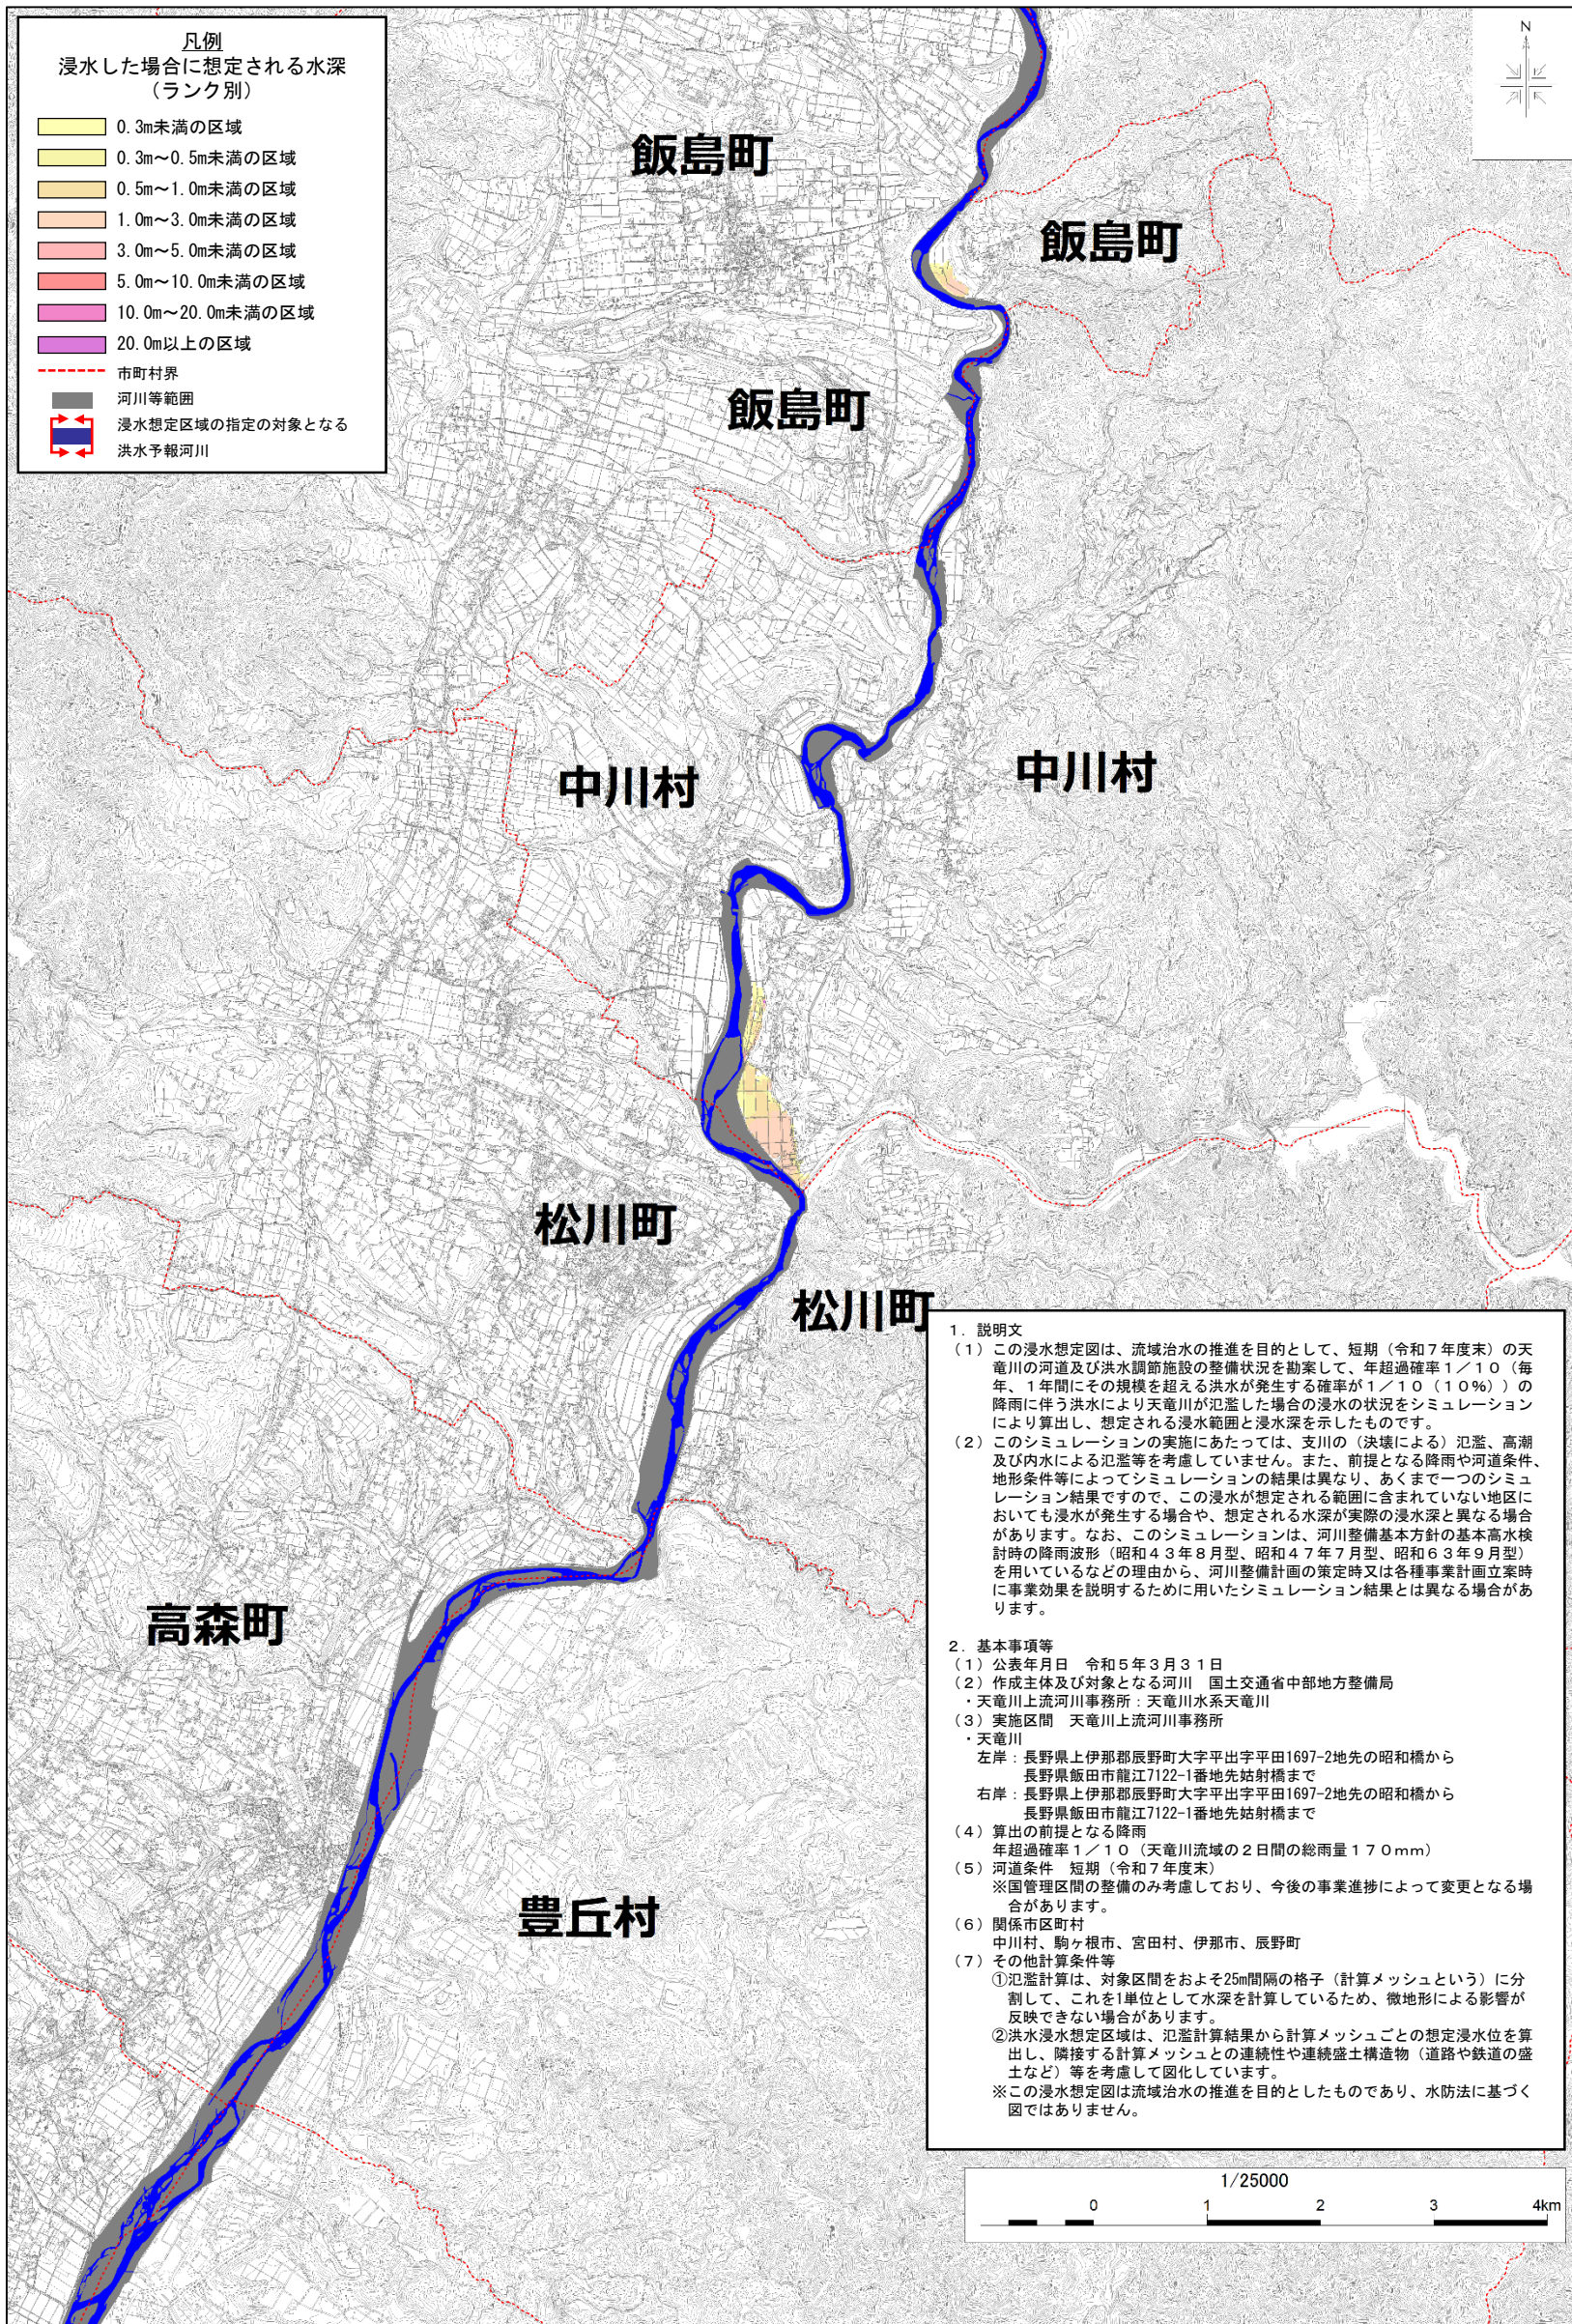 凡例
浸水した場合に想定される水深
（ランク別）
0.3m未満の区域
0.3m～0.5m未満の区域
0.5m～1.0m未満の区域
1.0m～3.0m未満の区域
3.0m～5.0m未満の区域
5.0m～10.0m未満の区域
10.0m～20.0m未満の区域
20.0m以上の区域
市町村界
河川等範囲
浸水想定区域の指定の対象となる
洪水予報河川
N
飯島町
飯島町
飯島町
中川村
中川村
松川町
松川町
高森町
豊丘村
1．説明文
（1）この浸水想定図は、流域治水の推進を目的として、短期（令和7年度末）の天
竜川の河道及び洪水調節施設の整備状況を勘案して、年超過確率1／10（毎
年、1年間にその規模を超える洪水が発生する確率が1／10（10%））の
降雨に伴う洪水により天竜川が氾濫した場合の浸水の状況をシミュレーション
により算出し、想定される浸水範囲と浸水深を示したものです。
（2）このシミュレーションの実施にあたっては、支川の（決壊による）氾濫、高潮
及び内水による氾濫等を考慮していません。また、前提となる降雨や河道条件、
地形条件等によってシミュレーションの結果は異なり、あくまで一つのシミュ
レーション結果ですので、この浸水が想定される範囲に含まれていない地区に
おいても浸水が発生する場合や、想定される水深が実際の浸水深と異なる場合
があります。なお、このシミュレーションは、河川整備基本方針の基本高水検
討時の降雨波形（昭和43年8月型、昭和47年7月型、昭和63年9月型）
を用いているなどの理由から、河川整備計画の策定時又は各種事業計画立案時
に事業効果を説明するために用いたシミュレーション結果とは異なる場合があ
ります。
2．基本事項等
（1）公表年月日　令和5年3月31日
（2）作成主体及び対象となる河川　国土交通省中部地方整備局
・天竜川上流河川事務所：天竜川水系天竜川
（3）実施区間　天竜川上流河川事務所
・天竜川
左岸：長野県上伊那郡辰野町大字平出字平田1697-2地先の昭和橋から
長野県飯田市龍江7122-1番地先姑射橋まで
右岸：長野県上伊那郡辰野町大字平出字平田1697-2地先の昭和橋から
長野県飯田市龍江7122-1番地先姑射橋まで
（4）算出の前提となる降雨
年超過確率1／10（天竜川流域の2日間の総雨量170mm）
（5）河道条件　短期（令和7年度末）
※国管理区間の整備のみ考慮しており、今後の事業進捗によって変更となる場
合があります。
（6）関係市区町村
中川村、駒ヶ根市、宮田村、伊那市、辰野町
（7）その他計算条件等
①氾濫計算は、対象区間をおよそ25m間隔の格子（計算メッシュという）に分
割して、これを1単位として水深を計算しているため、微地形による影響が
反映できない場合があります。
②洪水浸水想定区域は、氾濫計算結果から計算メッシュごとの想定浸水位を算
出し、隣接する計算メッシュとの連続性や連続盛土構造物（道路や鉄道の盛
土など）等を考慮して図化しています。
※この浸水想定図は流域治水の推進を目的としたものであり、水防法に基づく
図ではありません。
1/25000
0 1 2 3 4km